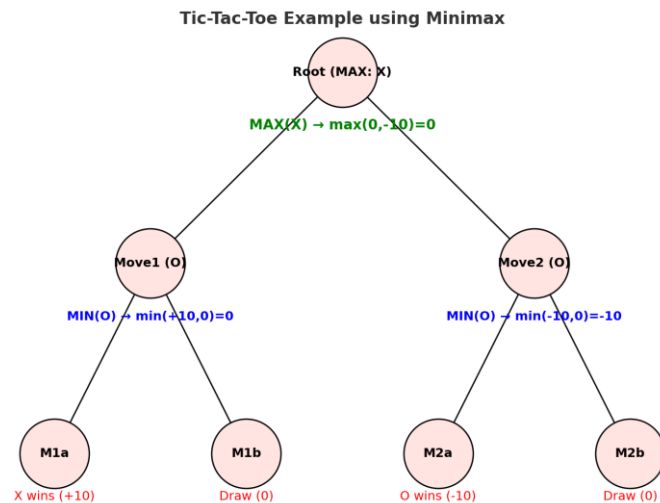 Tic-Tac-Toe Example using Minimax
Root (MAX: X)
MAX(X) → max(0,-10)=0
Move1 (O)
Move2 (O)
MIN(O) → min(+10,0)=0
MIN(O) → min(-10,0)=-10
M1a
M1b
M2a
M2b
X wins (+10)
Draw (0)
O wins (-10)
Draw (0)